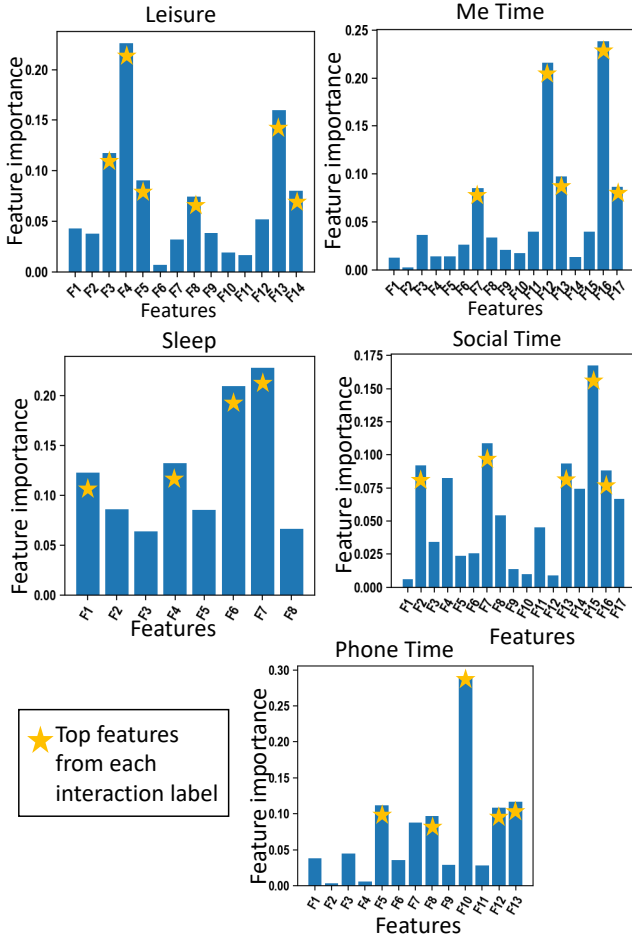 Leisure
Feature importance
0.20
0.15
0.10
0.05
0.00
F1 F2 F3 F4 F5 F6 F7 F8 F9 F10 F11 F12 F13 F14
Features
Me Time
Feature importance
0.25
0.20
0.15
0.10
0.05
0.00
F1 F2 F3 F4 F5 F6 F7 F8 F9 F10 F11 F12 F13 F14 F15 F16 F17
Features
Sleep
Feature importance
0.20
0.15
0.10
0.05
0.00
F1 F2 F3 F4 F5 F6 F7 F8
Features
Social Time
Feature importance
0.175
0.150
0.125
0.100
0.075
0.050
0.025
0.000
F1 F2 F3 F4 F5 F6 F7 F8 F9 F10 F11 F12 F13 F14 F15 F16 F17
Features
Phone Time
Feature importance
0.30
0.25
0.20
0.15
0.10
0.05
0.00
F1 F2 F3 F4 F5 F6 F7 F8 F9 F10 F11 F12 F13
Features
Top features
from each
interaction label